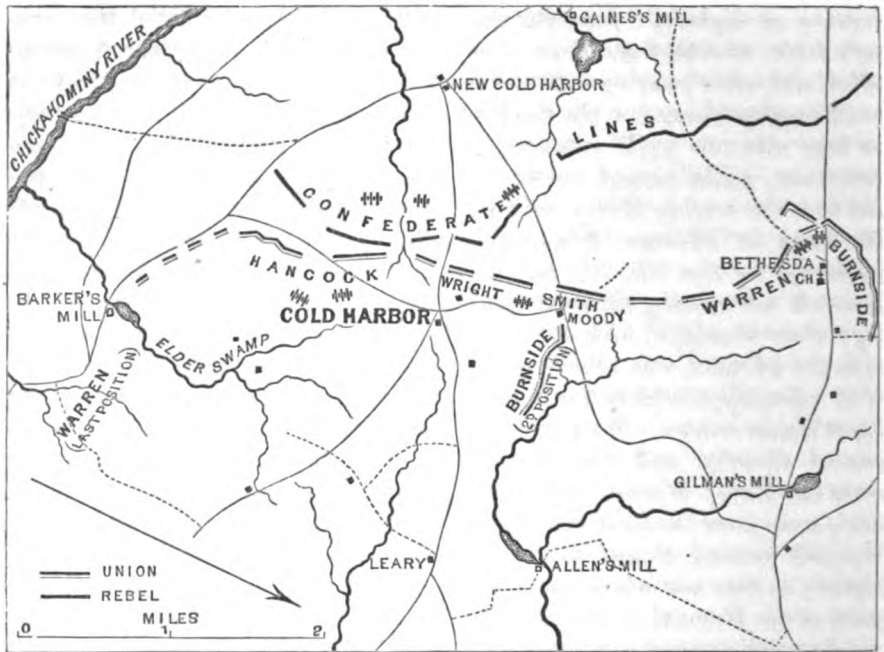 GAINES'S MILL
CHICKAHOMINY RIVER
NEW COLD HARBOR
LINES
CONFEDERATE
HANCOCK
BETHESDA
CH.
BURNSIDE
WRIGHT
SMITH
WARREN
MOODY
BARKER'S
MILL
COLD HARBOR
ELDER SWAMP
BURNSIDE
(2D POSITION)
WARREN
(LAST POSITION)
GILMAN'S MILL
LEARY
ALLEN'S MILL
UNION
REBEL
MILES
0 1 2